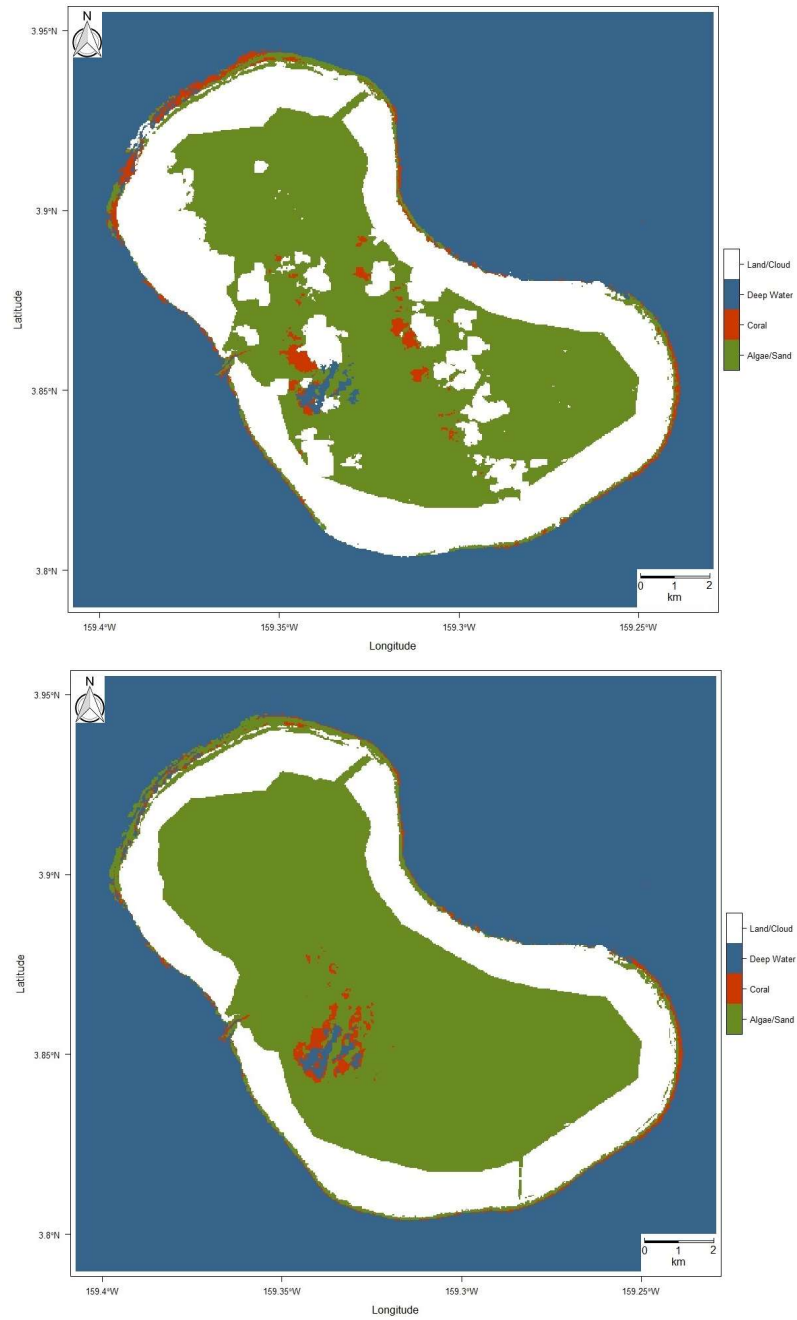 N
3.95°N
3.9°N
3.85°N
3.8°N
Latitude
159.4°W
159.35°W
159.3°W
159.25°W
Longitude
Land/Cloud
Deep Water
Coral
Algae/Sand
0 1 2
km
N
3.95°N
3.9°N
3.85°N
3.8°N
Latitude
159.4°W
159.35°W
159.3°W
159.25°W
Longitude
Land/Cloud
Deep Water
Coral
Algae/Sand
0 1 2
km